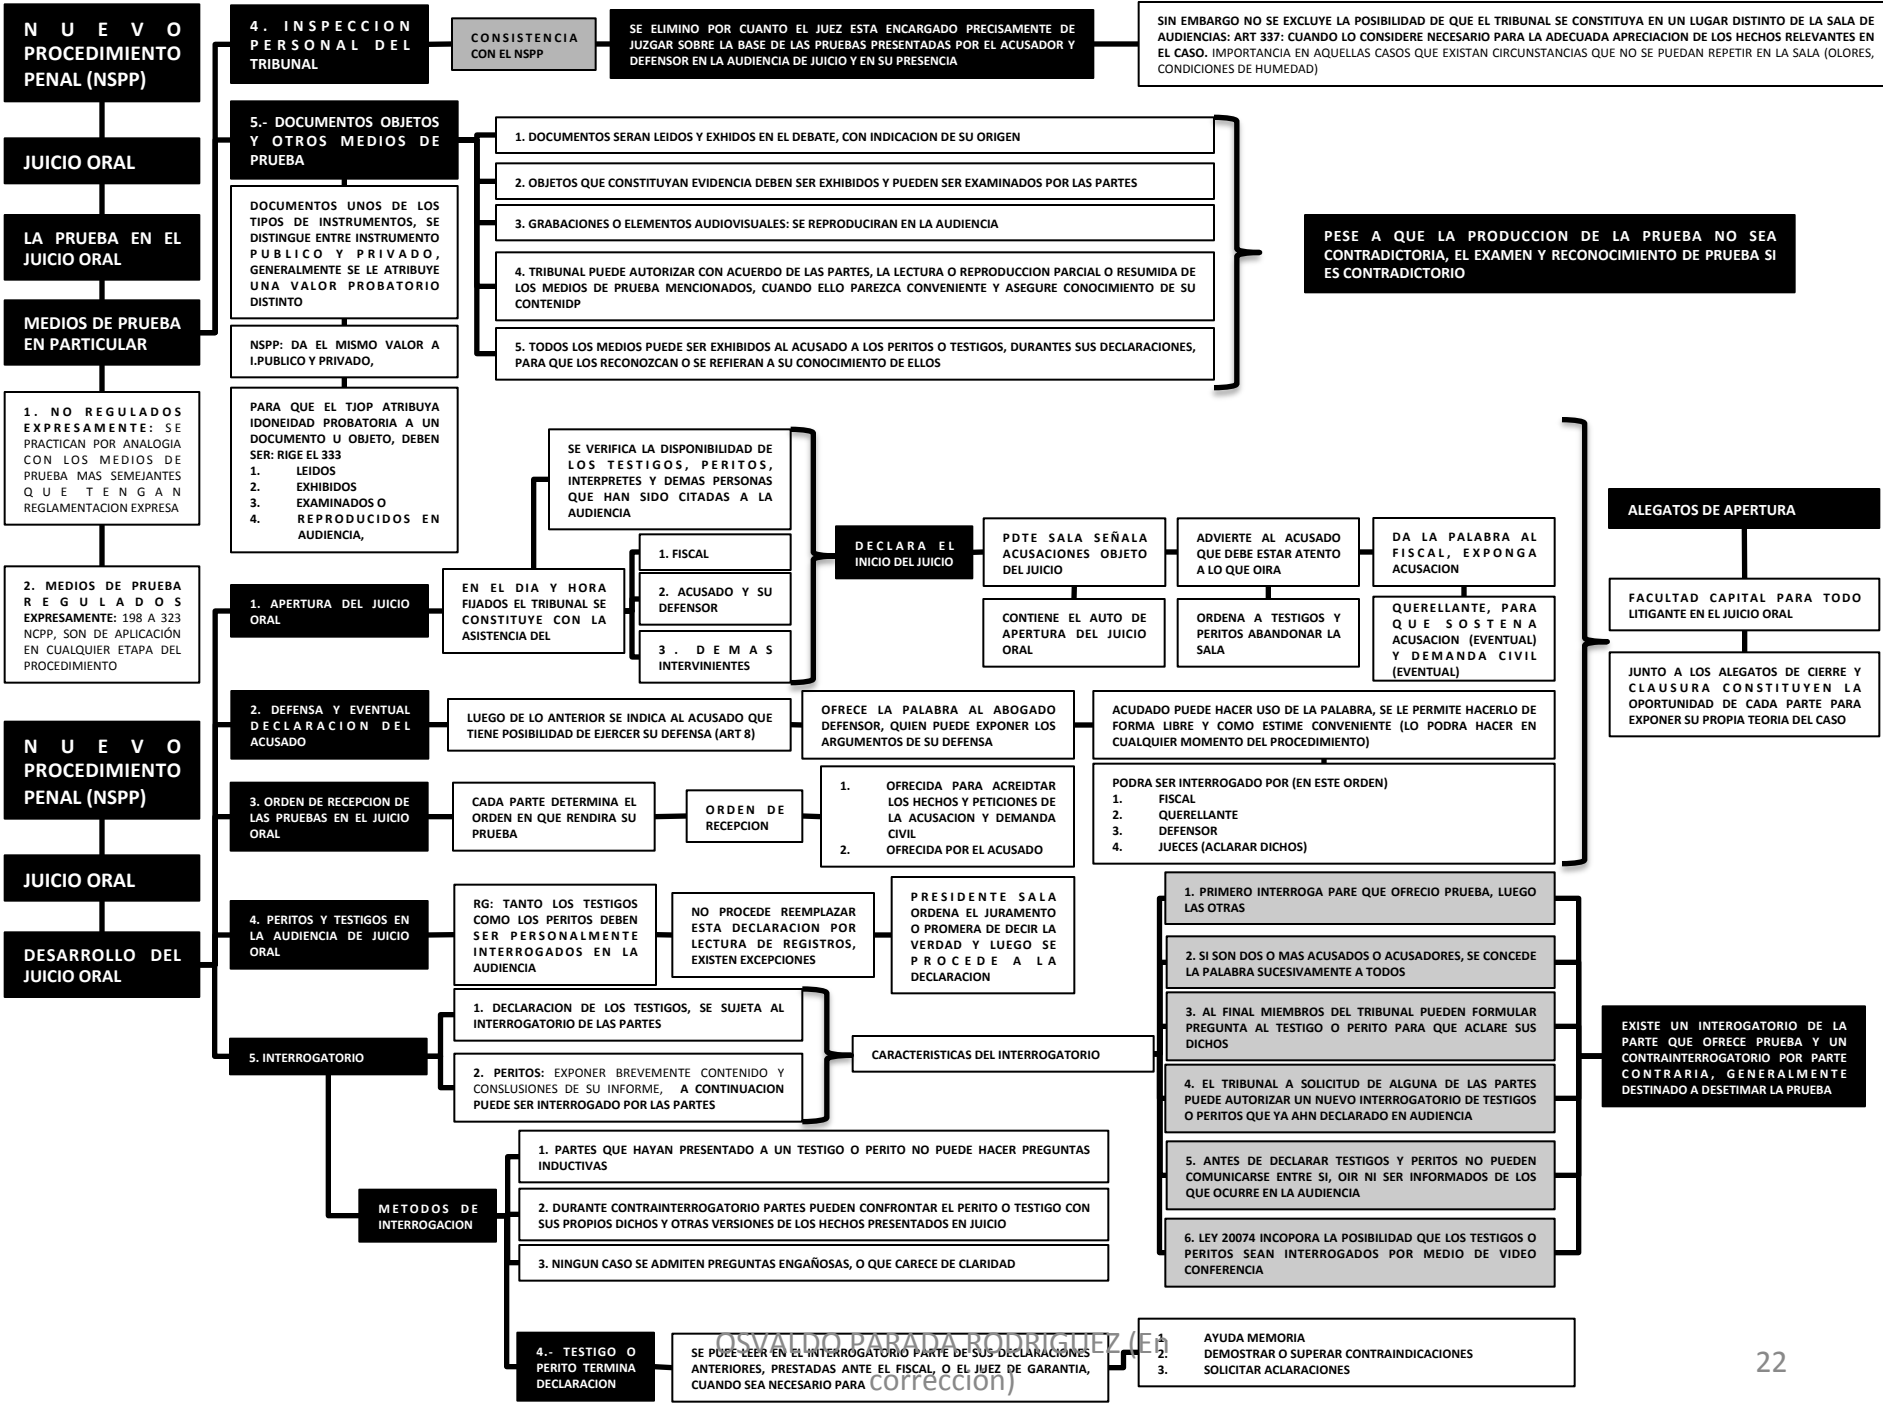 N U E V O
PROCEDIMIENTO
PENAL (NSPP)
JUICIO ORAL
LA PRUEBA EN EL
JUICIO ORAL
MEDIOS DE PRUEBA
EN PARTICULAR
1. NO REGULADOS
EXPRESAMENTE: SE
PRACTICAN POR ANALOGIA
CON LOS MEDIOS DE
PRUEBA MAS SEMEJANTES
QUE TENGAN
REGLAMENTACION EXPRESA
2. MEDIOS DE PRUEBA
REGULADOS
EXPRESAMENTE: 198 A 323
NCPP, SON DE APLICACIÓN
EN CUALQUIER ETAPA DEL
PROCEDIMIENTO
4. INSPECCION
PERSONAL DEL
TRIBUNAL
CONSISTENCIA
CON EL NSPP
SE ELIMINO POR CUANTO EL JUEZ ESTA ENCARGADO PRECISAMENTE DE
JUZGAR SOBRE LA BASE DE LAS PRUEBAS PRESENTADAS POR EL ACUSADOR Y
DEFENSOR EN LA AUDIENCIA DE JUICIO Y EN SU PRESENCIA
SIN EMBARGO NO SE EXCLUYE LA POSIBILIDAD DE QUE EL TRIBUNAL SE CONSTITUYA EN UN LUGAR DISTINTO DE LA SALA DE
AUDIENCIAS: ART 337: CUANDO LO CONSIDERE NECESARIO PARA LA ADECUADA APRECIACION DE LOS HECHOS RELEVANTES EN
EL CASO. IMPORTANCIA EN AQUELLAS CASOS QUE EXISTAN CIRCUNSTANCIAS QUE NO SE PUEDAN REPETIR EN LA SALA (OLORES,
CONDICIONES DE HUMEDAD)
5.- DOCUMENTOS OBJETOS
Y OTROS MEDIOS DE
PRUEBA
DOCUMENTOS UNOS DE LOS
TIPOS DE INSTRUMENTOS, SE
DISTINGUE ENTRE INSTRUMENTO
PUBLICO Y PRIVADO,
GENERALMENTE SE LE ATRIBUYE
UNA VALOR PROBATORIO
DISTINTO
NSPP: DA EL MISMO VALOR A
I.PUBLICO Y PRIVADO,
PARA QUE EL TJOP ATRIBUYA
IDONEIDAD PROBATORIA A UN
DOCUMENTO U OBJETO, DEBEN
SER: RIGE EL 333
1. LEIDOS
2. EXHIBIDOS
3. EXAMINADOS O
4. REPRODUCIDOS EN
AUDIENCIA,
1. DOCUMENTOS SERAN LEIDOS Y EXHIDOS EN EL DEBATE, CON INDICACION DE SU ORIGEN
2. OBJETOS QUE CONSTITUYAN EVIDENCIA DEBEN SER EXHIBIDOS Y PUEDEN SER EXAMINADOS POR LAS PARTES
3. GRABACIONES O ELEMENTOS AUDIOVISUALES: SE REPRODUCIRAN EN LA AUDIENCIA
4. TRIBUNAL PUEDE AUTORIZAR CON ACUERDO DE LAS PARTES, LA LECTURA O REPRODUCCION PARCIAL O RESUMIDA DE
LOS MEDIOS DE PRUEBA MENCIONADOS, CUANDO ELLO PAREZCA CONVENIENTE Y ASEGURE CONOCIMIENTO DE SU
CONTENIDP
5. TODOS LOS MEDIOS PUEDE SER EXHIBIDOS AL ACUSADO A LOS PERITOS O TESTIGOS, DURANTES SUS DECLARACIONES,
PARA QUE LOS RECONOZCAN O SE REFIERAN A SU CONOCIMIENTO DE ELLOS
PESE A QUE LA PRODUCCION DE LA PRUEBA NO SEA
CONTRADICTORIA, EL EXAMEN Y RECONOCIMIENTO DE PRUEBA SI
ES CONTRADICTORIO
N U E V O
PROCEDIMIENTO
PENAL (NSPP)
JUICIO ORAL
DESARROLLO DEL
JUICIO ORAL
1. APERTURA DEL JUICIO
ORAL
EN EL DIA Y HORA
FIJADOS EL TRIBUNAL SE
CONSTITUYE CON LA
ASISTENCIA DEL
SE VERIFICA LA DISPONIBILIDAD DE
LOS TESTIGOS, PERITOS,
INTERPRETES Y DEMAS PERSONAS
QUE HAN SIDO CITADAS A LA
AUDIENCIA
1. FISCAL
2. ACUSADO Y SU
DEFENSOR
3. DEMAS
INTERVINIENTES
DECLARA EL
INICIO DEL JUICIO
PDTE SALA SEÑALA
ACUSACIONES OBJETO
DEL JUICIO
CONTIENE EL AUTO DE
APERTURA DEL JUICIO
ORAL
ADVIERTE AL ACUSADO
QUE DEBE ESTAR ATENTO
A LO QUE OIRA
ORDENA A TESTIGOS Y
PERITOS ABANDONAR LA
SALA
DA LA PALABRA AL
FISCAL, EXPONGA
ACUSACION
QUERELLANTE, PARA
QUE SOSTENA
ACUSACION (EVENTUAL)
Y DEMANDA CIVIL
(EVENTUAL)
ALEGATOS DE APERTURA
FACULTAD CAPITAL PARA TODO
LITIGANTE EN EL JUICIO ORAL
JUNTO A LOS ALEGATOS DE CIERRE Y
CLAUSURA CONSTITUYEN LA
OPORTUNIDAD DE CADA PARTE PARA
EXPONER SU PROPIA TEORIA DEL CASO
2. DEFENSA Y EVENTUAL
DECLARACION DEL
ACUSADO
LUEGO DE LO ANTERIOR SE INDICA AL ACUSADO QUE
TIENE POSIBILIDAD DE EJERCER SU DEFENSA (ART 8)
OFRECE LA PALABRA AL ABOGADO
DEFENSOR, QUIEN PUEDE EXPONER LOS
ARGUMENTOS DE SU DEFENSA
ACUDADO PUEDE HACER USO DE LA PALABRA, SE LE PERMITE HACERLO DE
FORMA LIBRE Y COMO ESTIME CONVENIENTE (LO PODRA HACER EN
CUALQUIER MOMENTO DEL PROCEDIMIENTO)
PODRA SER INTERROGADO POR (EN ESTE ORDEN)
1. FISCAL
2. QUERELLANTE
3. DEFENSOR
4. JUECES (ACLARAR DICHOS)
3. ORDEN DE RECEPCION DE
LAS PRUEBAS EN EL JUICIO
ORAL
CADA PARTE DETERMINA EL
ORDEN EN QUE RENDIRA SU
PRUEBA
ORDEN DE
RECEPCION
1. OFRECIDA PARA ACREIDTAR
LOS HECHOS Y PETICIONES DE
LA ACUSACION Y DEMANDA
CIVIL
2. OFRECIDA POR EL ACUSADO
4. PERITOS Y TESTIGOS EN
LA AUDIENCIA DE JUICIO
ORAL
RG: TANTO LOS TESTIGOS
COMO LOS PERITOS DEBEN
SER PERSONALMENTE
INTERROGADOS EN LA
AUDIENCIA
NO PROCEDE REEMPLAZAR
ESTA DECLARACION POR
LECTURA DE REGISTROS,
EXISTEN EXCEPCIONES
PRESIDENTE SALA
ORDENA EL JURAMENTO
O PROMERA DE DECIR LA
VERDAD Y LUEGO SE
PROCEDE A LA
DECLARACION
5. INTERROGATORIO
1. DECLARACION DE LOS TESTIGOS, SE SUJETA AL
INTERROGATORIO DE LAS PARTES
2. PERITOS: EXPONER BREVEMENTE CONTENIDO Y
CONSLUSIONES DE SU INFORME, A CONTINUACION
PUEDE SER INTERROGADO POR LAS PARTES
CARACTERISTICAS DEL INTERROGATORIO
1. PRIMERO INTERROGA PARE QUE OFRECIO PRUEBA, LUEGO
LAS OTRAS
2. SI SON DOS O MAS ACUSADOS O ACUSADORES, SE CONCEDE
LA PALABRA SUCESIVAMENTE A TODOS
3. AL FINAL MIEMBROS DEL TRIBUNAL PUEDEN FORMULAR
PREGUNTA AL TESTIGO O PERITO PARA QUE ACLARE SUS
DICHOS
4. EL TRIBUNAL A SOLICITUD DE ALGUNA DE LAS PARTES
PUEDE AUTORIZAR UN NUEVO INTERROGATORIO DE TESTIGOS
O PERITOS QUE YA AHN DECLARADO EN AUDIENCIA
5. ANTES DE DECLARAR TESTIGOS Y PERITOS NO PUEDEN
COMUNICARSE ENTRE SI, OIR NI SER INFORMADOS DE LOS
QUE OCURRE EN LA AUDIENCIA
6. LEY 20074 INCOPORA LA POSIBILIDAD QUE LOS TESTIGOS O
PERITOS SEAN INTERROGADOS POR MEDIO DE VIDEO
CONFERENCIA
EXISTE UN INTEROGATORIO DE LA
PARTE QUE OFRECE PRUEBA Y UN
CONTRAINTERROGATORIO POR PARTE
CONTRARIA, GENERALMENTE
DESTINADO A DESETIMAR LA PRUEBA
METODOS DE
INTERROGACION
1. PARTES QUE HAYAN PRESENTADO A UN TESTIGO O PERITO NO PUEDE HACER PREGUNTAS
INDUCTIVAS
2. DURANTE CONTRAINTERROGATORIO PARTES PUEDEN CONFRONTAR EL PERITO O TESTIGO CON
SUS PROPIOS DICHOS Y OTRAS VERSIONES DE LOS HECHOS PRESENTADOS EN JUICIO
3. NINGUN CASO SE ADMITEN PREGUNTAS ENGAÑOSAS, O QUE CARECE DE CLARIDAD
4.- TESTIGO O
PERITO TERMINA
DECLARACION
SE PUEE LEER EN EL INTERROGATORIO PARTE DE SUS DECLARACIONES
ANTERIORES, PRESTADAS ANTE EL FISCAL, O EL JUEZ DE GARANTIA,
CUANDO SEA NECESARIO PARA
1. AYUDA MEMORIA
2. DEMOSTRAR O SUPERAR CONTRAINDICACIONES
3. SOLICITAR ACLARACIONES
OSVALDO PARADA RODRIGUEZ (En
corrección)
22